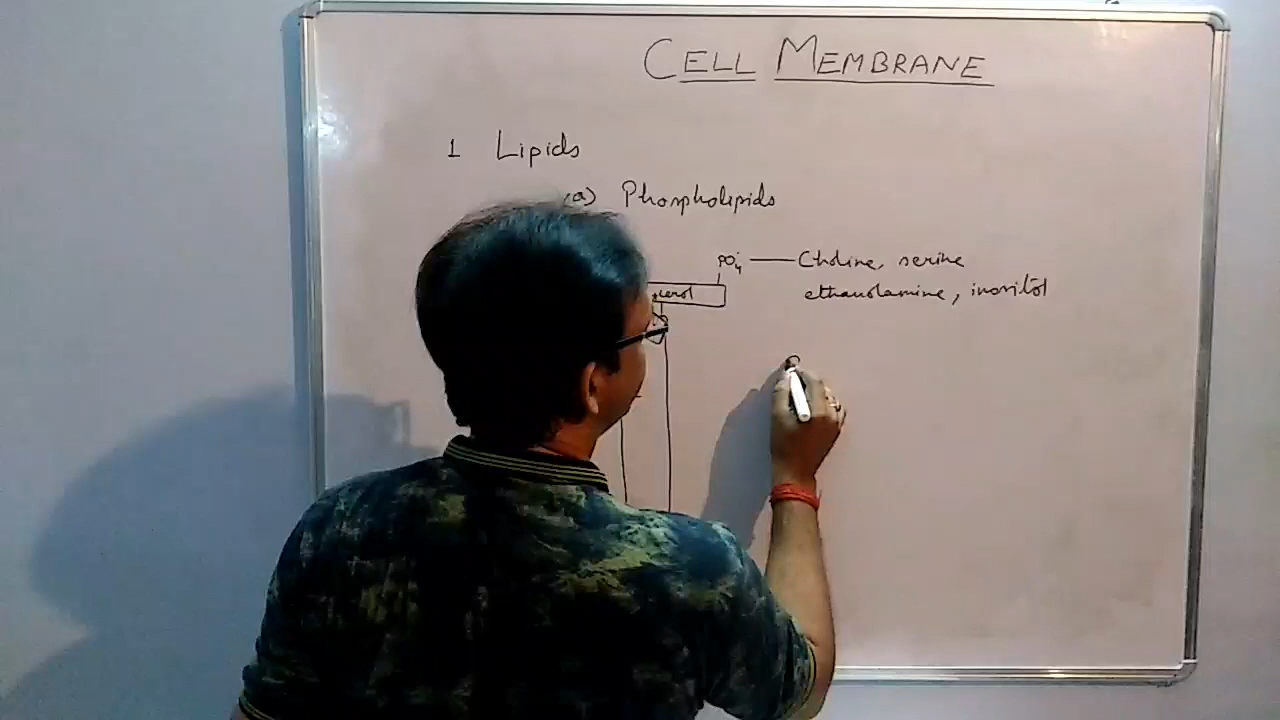 CELL MEMBRANE
1 Lipids
(a) Phospholipids
PO4 — Choline, serine
ethanolamine, inositol